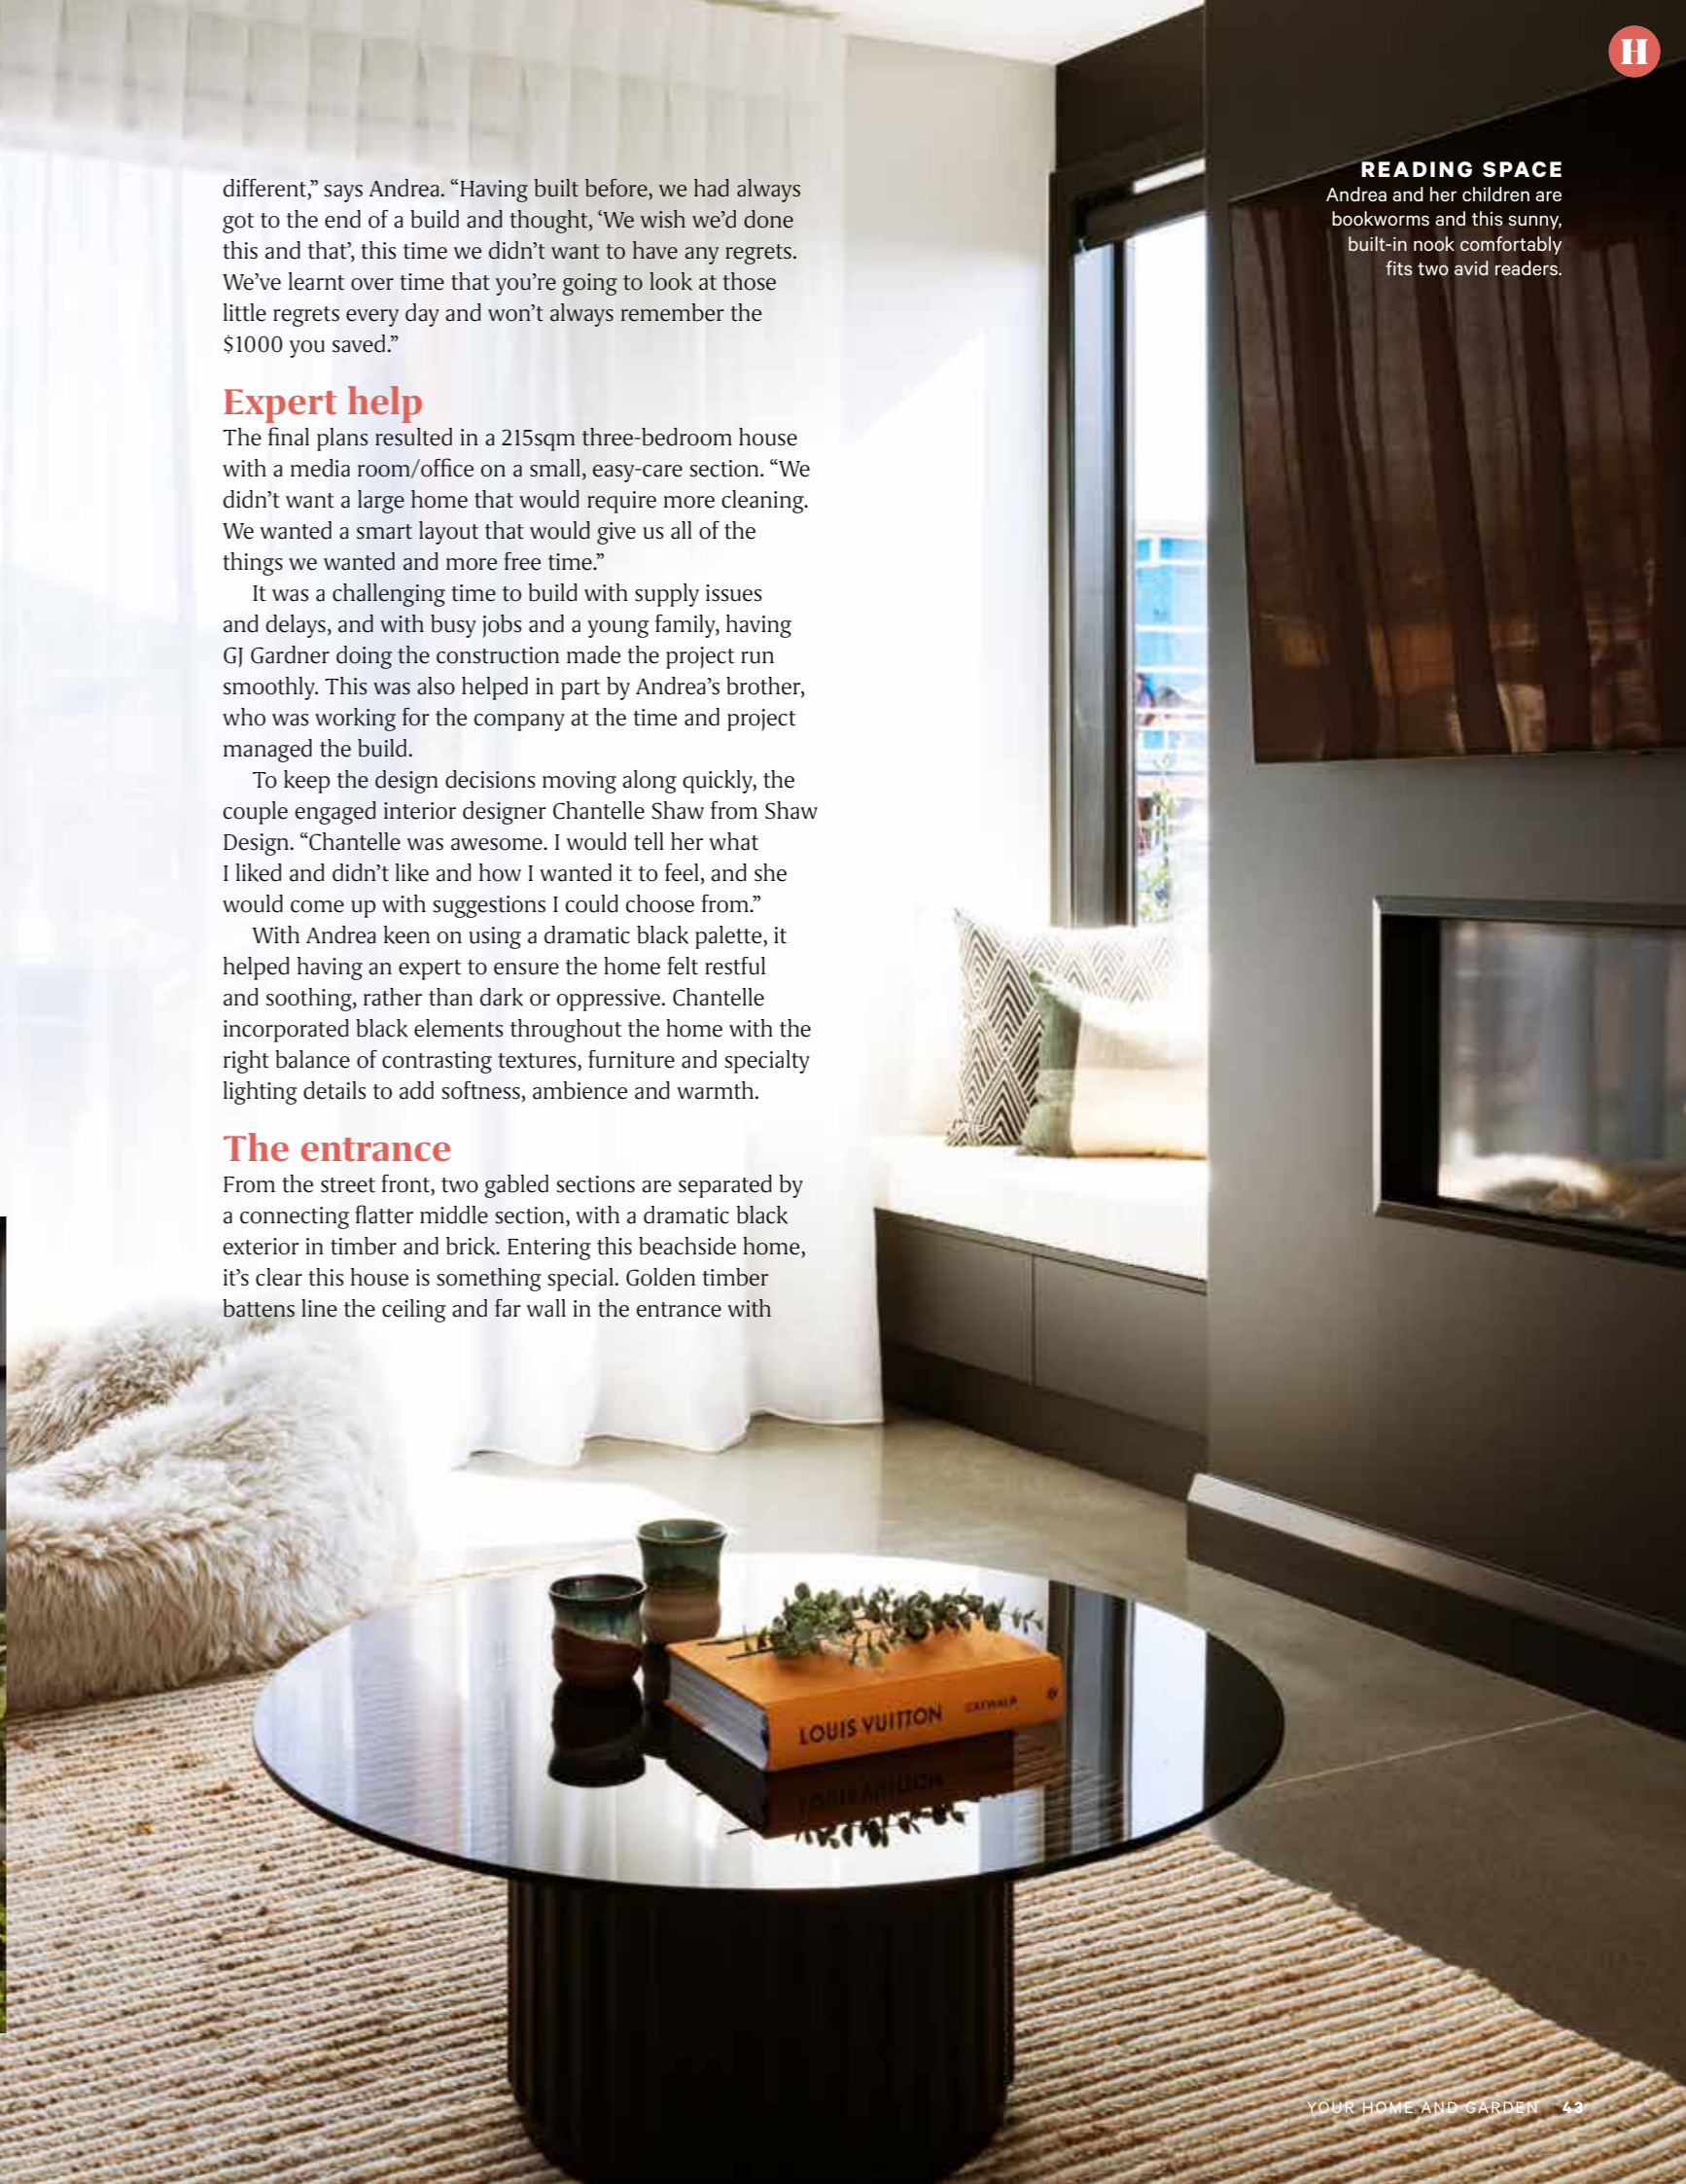 H
different,” says Andrea. “Having built before, we had always
got to the end of a build and thought, ‘We wish we’d done
this and that’, this time we didn’t want to have any regrets.
We’ve learnt over time that you’re going to look at those
little regrets every day and won’t always remember the
$1000 you saved.”
Expert help
The final plans resulted in a 215sqm three-bedroom house
with a media room/office on a small, easy-care section. “We
didn’t want a large home that would require more cleaning.
We wanted a smart layout that would give us all of the
things we wanted and more free time.”
It was a challenging time to build with supply issues
and delays, and with busy jobs and a young family, having
GJ Gardner doing the construction made the project run
smoothly. This was also helped in part by Andrea’s brother,
who was working for the company at the time and project
managed the build.
To keep the design decisions moving along quickly, the
couple engaged interior designer Chantelle Shaw from Shaw
Design. “Chantelle was awesome. I would tell her what
I liked and didn’t like and how I wanted it to feel, and she
would come up with suggestions I could choose from.”
With Andrea keen on using a dramatic black palette, it
helped having an expert to ensure the home felt restful
and soothing, rather than dark or oppressive. Chantelle
incorporated black elements throughout the home with the
right balance of contrasting textures, furniture and specialty
lighting details to add softness, ambience and warmth.
The entrance
From the street front, two gabled sections are separated by
a connecting flatter middle section, with a dramatic black
exterior in timber and brick. Entering this beachside home,
it’s clear this house is something special. Golden timber
battens line the ceiling and far wall in the entrance with
READING SPACE
Andrea and her children are
bookworms and this sunny,
built-in nook comfortably
fits two avid readers.
LOUIS VUITTON CATWALK
YOUR HOME AND GARDEN 43